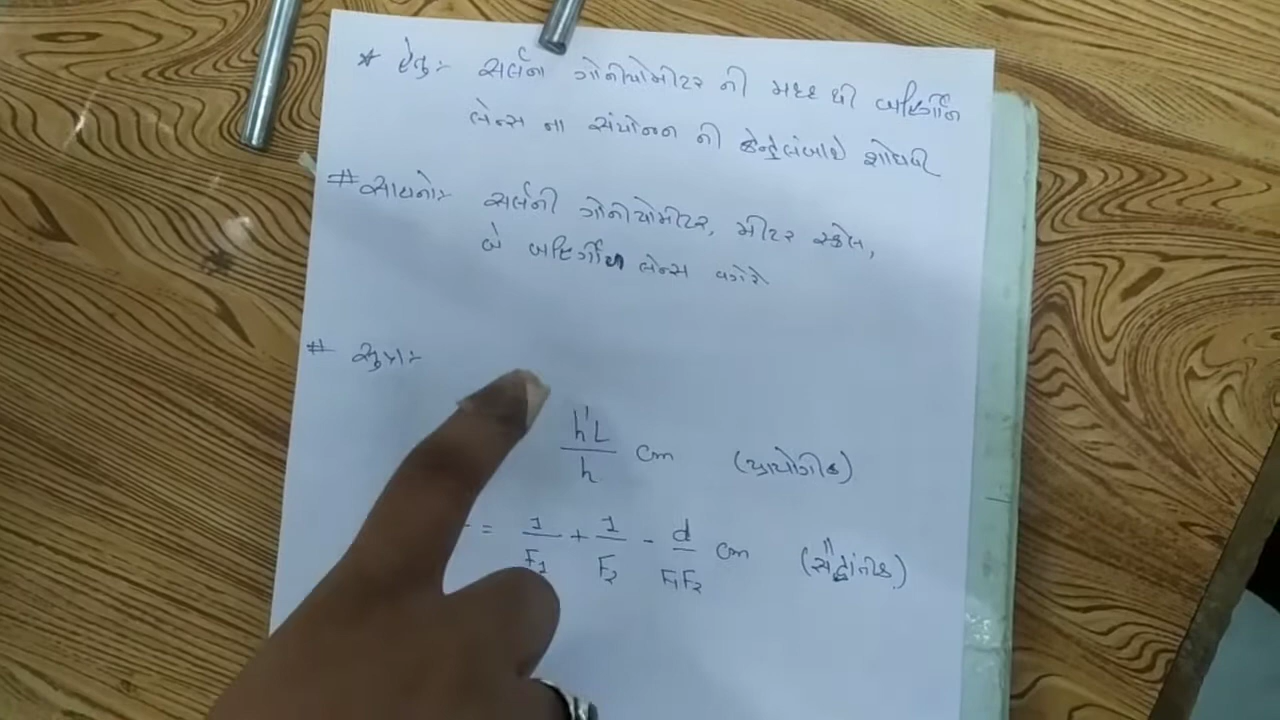 * હેતુ:- સર્લના ગોનીયોમીટર ની મદદ થી બહિર્ગોળ
લેન્સ ના સંયોજન ની કેન્દ્રલંબાઈ શોધવી
# સાધનો:- સર્લની ગોનીયોમીટર, મીટર સ્કેલ,
બે બહિર્ગોળ લેન્સ વગેરે
# સુત્ર:-
h'L / h cm (પ્રાયોગીક)
= 1/F₁ + 1/F₂ - d/F₁F₂ cm (સૈદ્ધાંતીક)